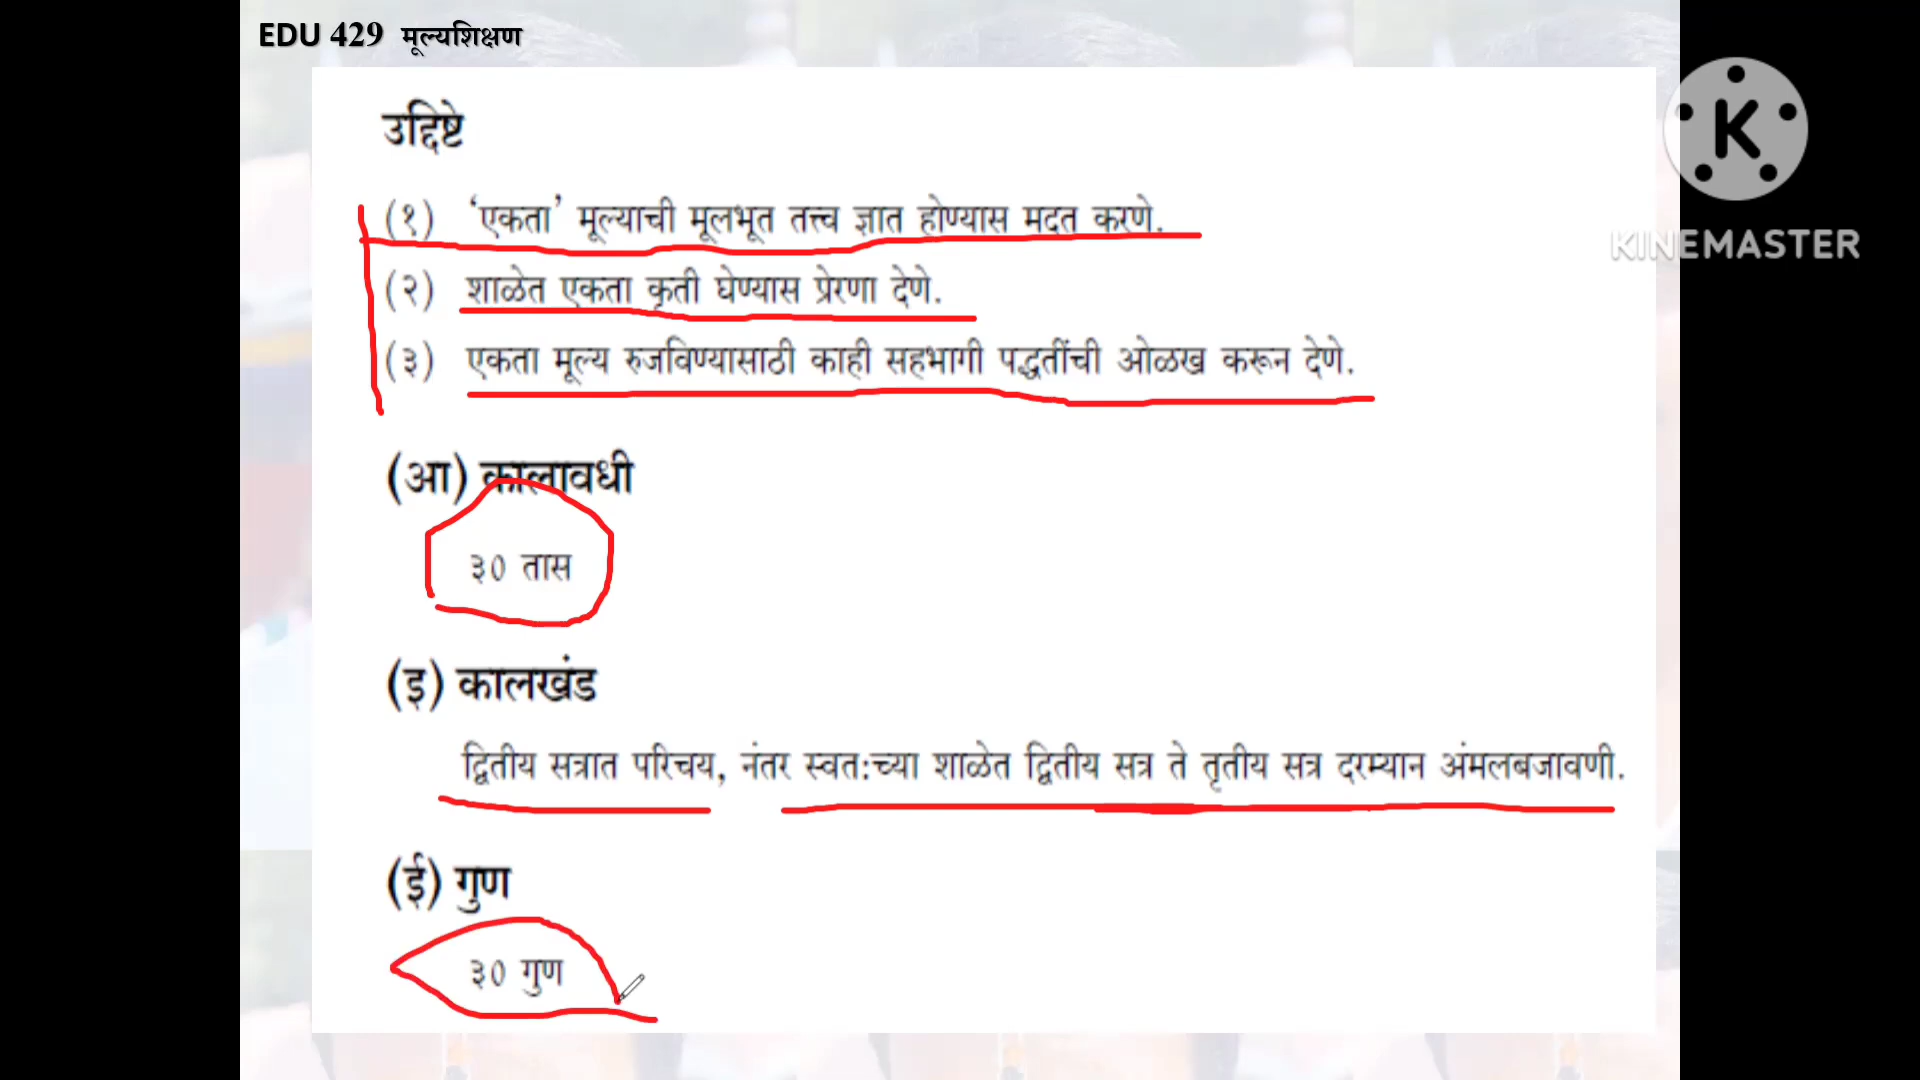 EDU 429 मूल्यशिक्षण
उद्दिष्टे
(१) ‘एकता’ मूल्याची मूलभूत तत्त्व ज्ञात होण्यास मदत करणे.
(२) शाळेत एकता कृती घेण्यास प्रेरणा देणे.
(३) एकता मूल्य रुजविण्यासाठी काही सहभागी पद्धतींची ओळख करून देणे.
(आ) कालावधी
३० तास
(इ) कालखंड
द्वितीय सत्रात परिचय, नंतर स्वत:च्या शाळेत द्वितीय सत्र ते तृतीय सत्र दरम्यान अंमलबजावणी.
(ई) गुण
३० गुण
K
KINEMASTER